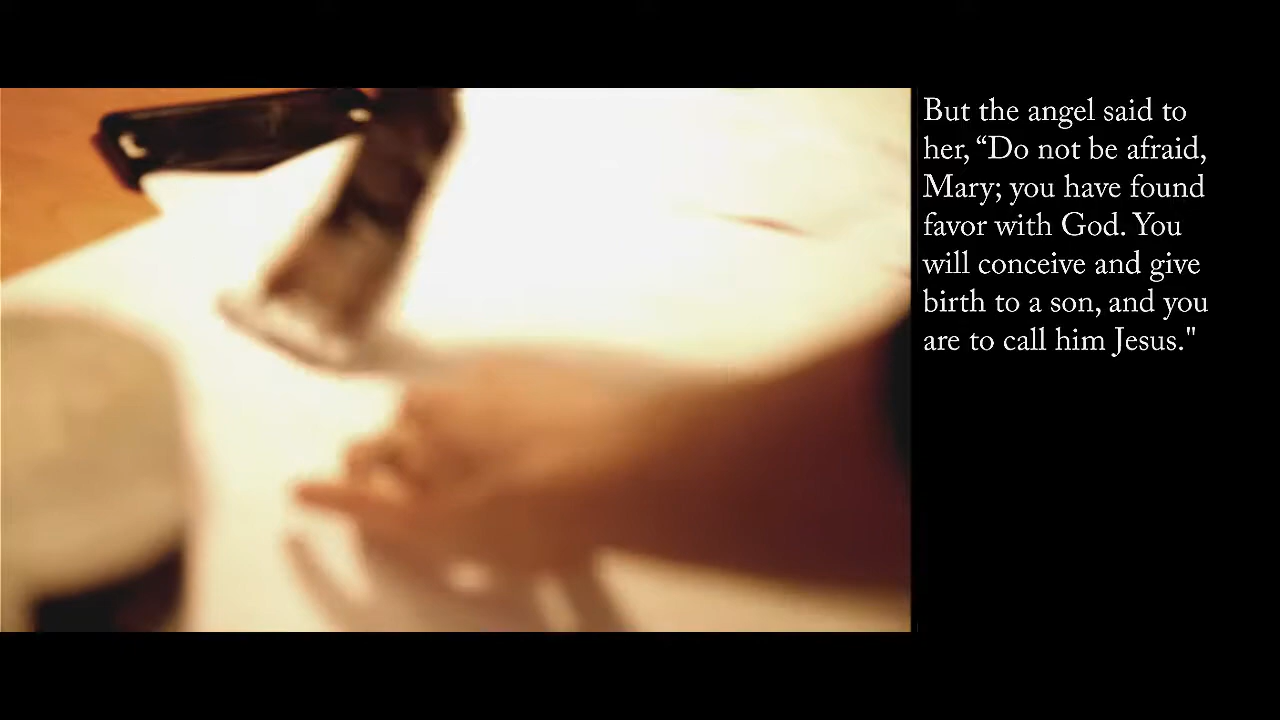 But the angel said to
her, “Do not be afraid,
Mary; you have found
favor with God. You
will conceive and give
birth to a son, and you
are to call him Jesus."